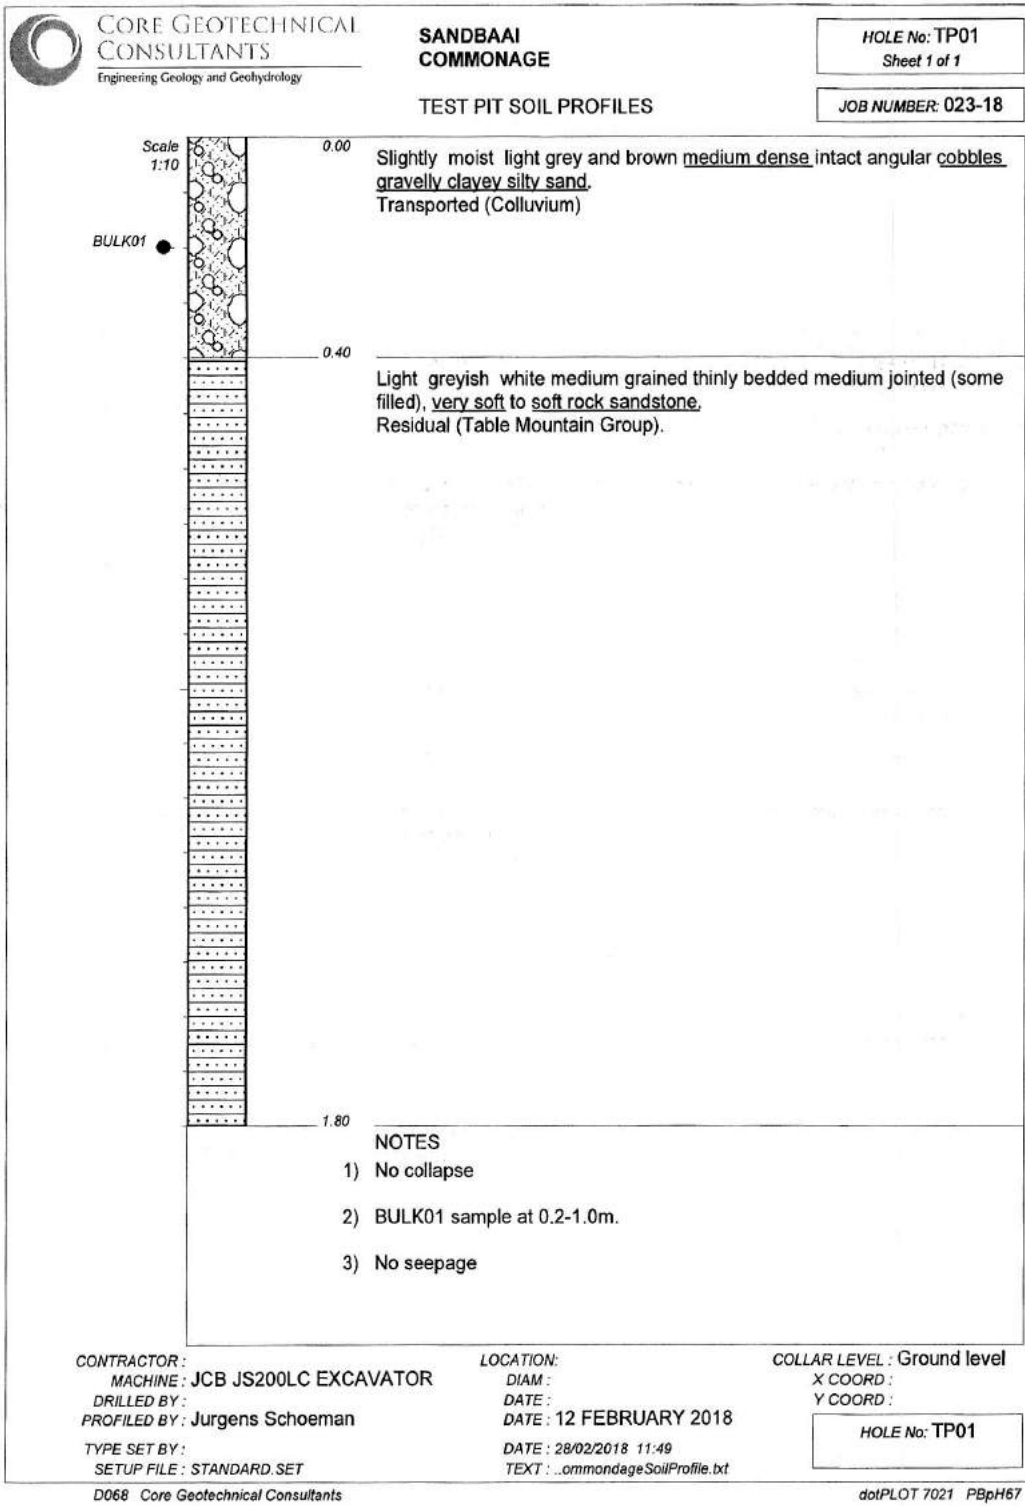 CORE GEOTECHNICAL
CONSULTANTS
Engineering Geology and Geohydrology
SANDBAAI
COMMONAGE
TEST PIT SOIL PROFILES
HOLE No: TP01
Sheet 1 of 1
JOB NUMBER: 023-18
Scale
1:10
0.00
Slightly moist light grey and brown medium dense intact angular cobbles
gravelly clayey silty sand.
Transported (Colluvium)
BULK01
0.40
Light greyish white medium grained thinly bedded medium jointed (some
filled), very soft to soft rock sandstone.
Residual (Table Mountain Group).
1.80
NOTES
1) No collapse
2) BULK01 sample at 0.2-1.0m.
3) No seepage
CONTRACTOR :
MACHINE : JCB JS200LC EXCAVATOR
DRILLED BY :
PROFILED BY : Jurgens Schoeman
TYPE SET BY :
SETUP FILE : STANDARD.SET
LOCATION:
DIAM :
DATE :
DATE : 12 FEBRUARY 2018
DATE : 28/02/2018 11:49
TEXT : ..ommondageSoilProfile.txt
COLLAR LEVEL : Ground level
X COORD :
Y COORD :
HOLE No: TP01
D068 Core Geotechnical Consultants
dotPLOT 7021 PBpH67